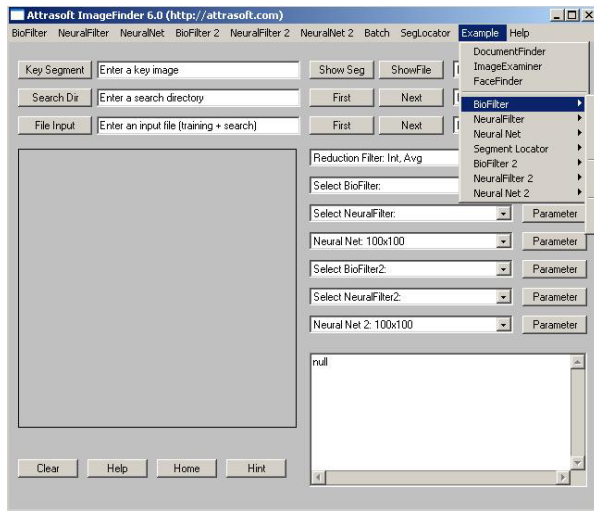 Attrasoft ImageFinder 6.0 (http://attrasoft.com)
BioFilter NeuralFilter NeuralNet BioFilter 2 NeuralFilter 2 NeuralNet 2 Batch SegLocator Example Help
DocumentFinder
ImageExaminer
FaceFinder
BioFilter
NeuralFilter
Neural Net
Segment Locator
BioFilter 2
NeuralFilter 2
Neural Net 2
Key Segment Enter a key image Show Seg ShowFile
Search Dir Enter a search directory First Next
File Input Enter an input file (training + search) First Next
Reduction Filter: Int, Avg
Select BioFilter:
Select NeuralFilter: Parameter
Neural Net: 100x100 Parameter
Select BioFilter2: Parameter
Select NeuralFilter2: Parameter
Neural Net 2: 100x100 Parameter
null
Clear Help Home Hint